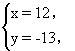 x = 12,
y = -13,